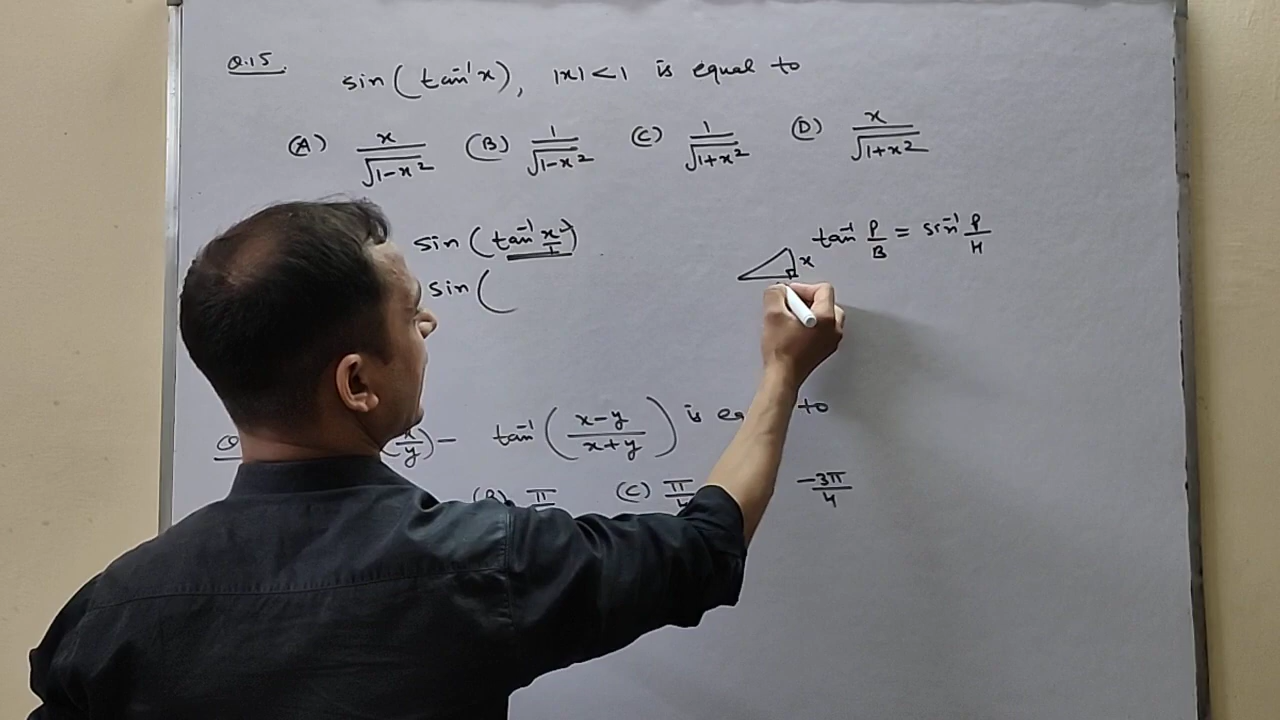 Q.15. sin(tan⁻¹x), |x|<1 is equal to
(A) x/√(1-x²) (B) 1/√(1-x²) (C) 1/√(1+x²) (D) x/√(1+x²)
sin(tan⁻¹ x/1)
tan⁻¹ P/B = sin⁻¹ P/H
x
sin(
Q (x/y) - tan⁻¹((x-y)/(x+y)) is to
(B) π (C) π/4 -3π/4